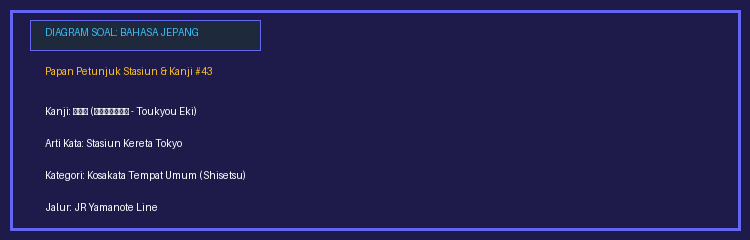 DIAGRAM SOAL: BAHASA JEPANG
Papan Petunjuk Stasiun & Kanji #43
Kanji: (- Toukyou Eki)
Arti Kata: Stasiun Kereta Tokyo
Kategori: Kosakata Tempat Umum (Shisetsu)
Jalur: JR Yamanote Line